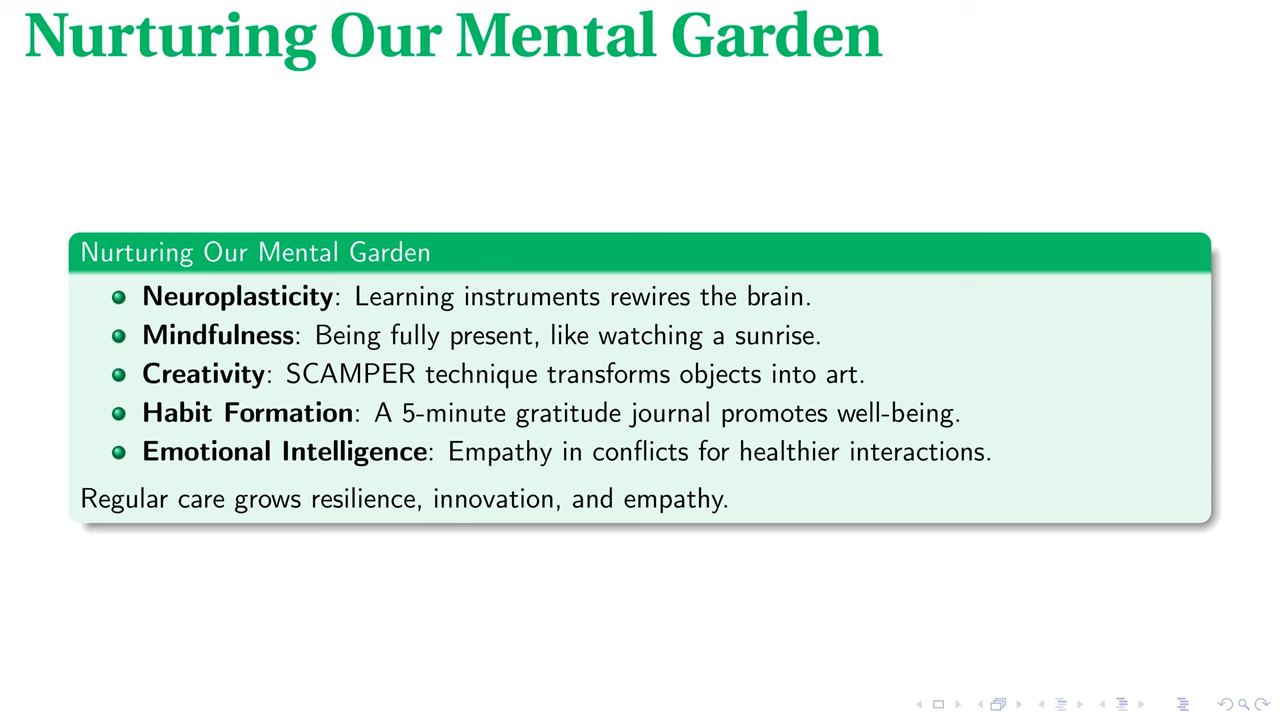 Nurturing Our Mental Garden
Nurturing Our Mental Garden
Neuroplasticity: Learning instruments rewires the brain.
Mindfulness: Being fully present, like watching a sunrise.
Creativity: SCAMPER technique transforms objects into art.
Habit Formation: A 5-minute gratitude journal promotes well-being.
Emotional Intelligence: Empathy in conflicts for healthier interactions.
Regular care grows resilience, innovation, and empathy.